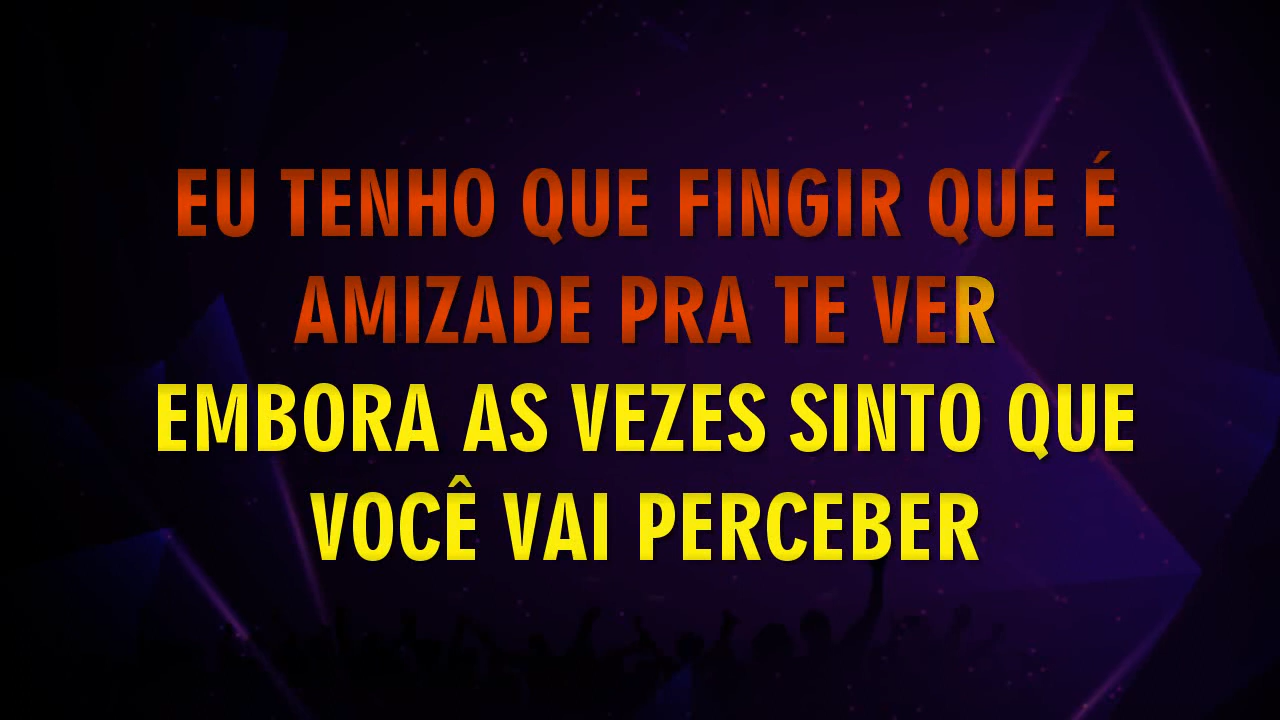 EU TENHO QUE FINGIR QUE É
AMIZADE PRA TE VER
EMBORA AS VEZES SINTO QUE
VOCÊ VAI PERCEBER